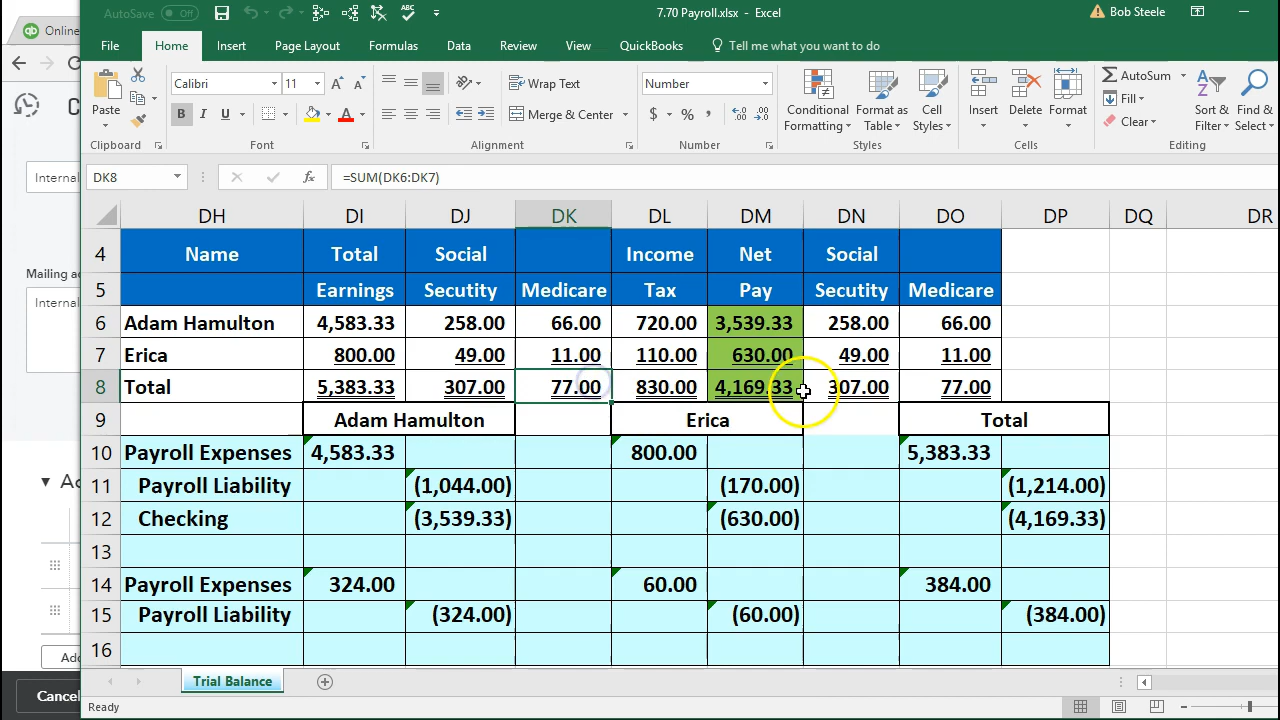 Online
AutoSave Off
7.70 Payroll.xlsx - Excel
Bob Steele
File Home Insert Page Layout Formulas Data Review View QuickBooks Tell me what you want to do
Paste
Calibri 11
B I U
Wrap Text
Merge & Center
Number
$ % ,
Conditional Formatting
Format as Table
Cell Styles
Insert Delete Format
AutoSum
Fill
Clear
Sort & Filter
Find & Select
Clipboard Font Alignment Number Styles Cells Editing
DK8 fx =SUM(DK6:DK7)
Internal
Mailing a
Internal
DH DI DJ DK DL DM DN DO DP DQ DR
4 Name Total Social Income Net Social
5 Earnings Secutity Medicare Tax Pay Secutity Medicare
6 Adam Hamulton 4,583.33 258.00 66.00 720.00 3,539.33 258.00 66.00
7 Erica 800.00 49.00 11.00 110.00 630.00 49.00 11.00
8 Total 5,383.33 307.00 77.00 830.00 4,169.33 307.00 77.00
9 Adam Hamulton Erica Total
10 Payroll Expenses 4,583.33 800.00 5,383.33
11 Payroll Liability (1,044.00) (170.00) (1,214.00)
12 Checking (3,539.33) (630.00) (4,169.33)
13
14 Payroll Expenses 324.00 60.00 384.00
15 Payroll Liability (324.00) (60.00) (384.00)
16
Cancel
Trial Balance
Ready